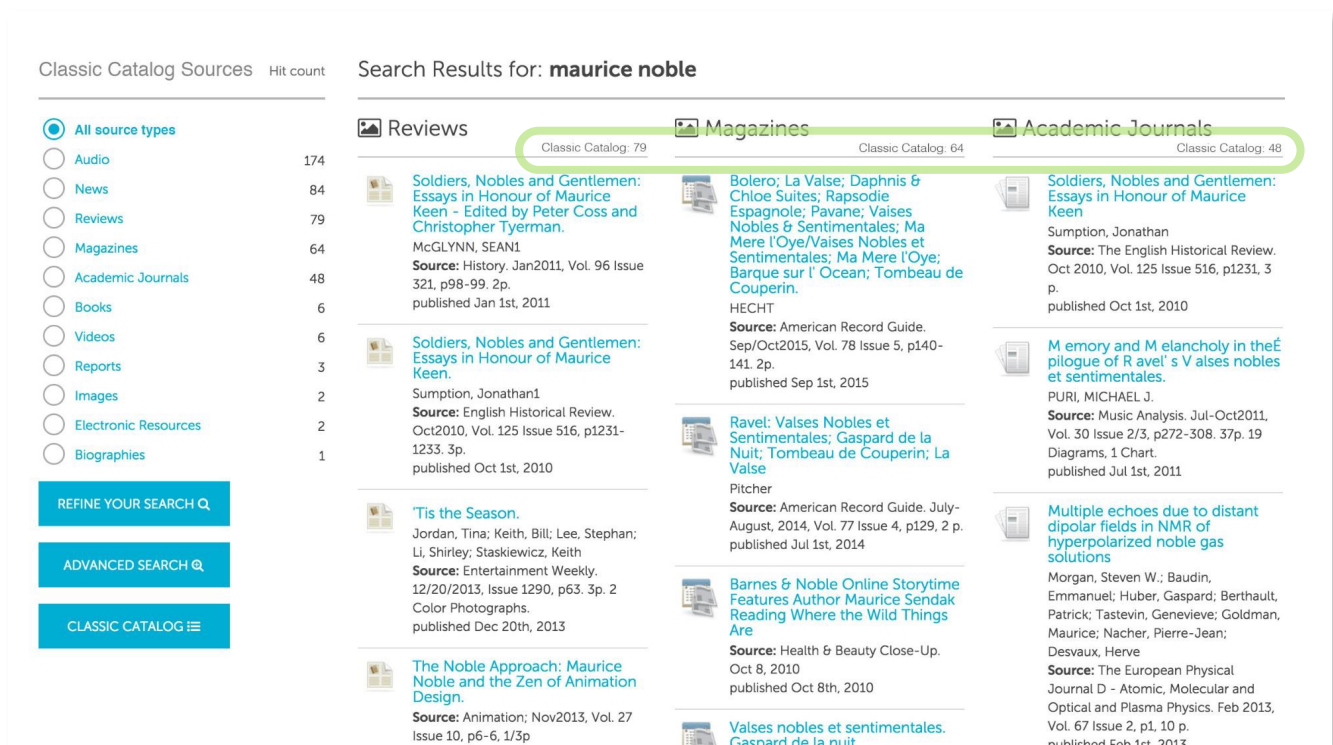 Classic Catalog Sources Hit count
All source types
Audio 174
News 84
Reviews 79
Magazines 64
Academic Journals 48
Books 6
Videos 6
Reports 3
Images 2
Electronic Resources 2
Biographies 1
REFINE YOUR SEARCH
ADVANCED SEARCH
CLASSIC CATALOG
Search Results for: maurice noble
Reviews
Classic Catalog: 79
Soldiers, Nobles and Gentlemen:
Essays in Honour of Maurice
Keen - Edited by Peter Coss and
Christopher Tyerman.
McGLYNN, SEAN1
Source: History. Jan2011, Vol. 96 Issue
321, p98-99. 2p.
published Jan 1st, 2011
Soldiers, Nobles and Gentlemen:
Essays in Honour of Maurice
Keen.
Sumption, Jonathan1
Source: English Historical Review.
Oct2010, Vol. 125 Issue 516, p1231-
1233. 3p.
published Oct 1st, 2010
'Tis the Season.
Jordan, Tina; Keith, Bill; Lee, Stephan;
Li, Shirley; Staskiewicz, Keith
Source: Entertainment Weekly.
12/20/2013, Issue 1290, p63. 3p. 2
Color Photographs.
published Dec 20th, 2013
The Noble Approach: Maurice
Noble and the Zen of Animation
Design.
Source: Animation; Nov2013, Vol. 27
Issue 10, p6-6, 1/3p
Magazines
Classic Catalog: 64
Bolero; La Valse; Daphnis &
Chloe Suites; Rapsodie
Espagnole; Pavane; Vaises
Nobles & Sentimentales; Ma
Mere l'Oye/Vaises Nobles et
Sentimentales; Ma Mere l'Oye;
Barque sur l' Ocean; Tombeau de
Couperin.
HECHT
Source: American Record Guide.
Sep/Oct2015, Vol. 78 Issue 5, p140-
141. 2p.
published Sep 1st, 2015
Ravel: Valses Nobles et
Sentimentales; Gaspard de la
Nuit; Tombeau de Couperin; La
Valse
Pitcher
Source: American Record Guide. July-
August, 2014, Vol. 77 Issue 4, p129, 2 p.
published Jul 1st, 2014
Barnes & Noble Online Storytime
Features Author Maurice Sendak
Reading Where the Wild Things
Are
Source: Health & Beauty Close-Up.
Oct 8, 2010
published Oct 8th, 2010
Valses nobles et sentimentales.
Gaspard de la nuit
Academic Journals
Classic Catalog: 48
Soldiers, Nobles and Gentlemen:
Essays in Honour of Maurice
Keen
Sumption, Jonathan
Source: The English Historical Review.
Oct 2010, Vol. 125 Issue 516, p1231, 3
p.
published Oct 1st, 2010
M emory and M elancholy in theÉ
pilogue of R avel' s V alses nobles
et sentimentales.
PURI, MICHAEL J.
Source: Music Analysis. Jul-Oct2011,
Vol. 30 Issue 2/3, p272-308. 37p. 19
Diagrams, 1 Chart.
published Jul 1st, 2011
Multiple echoes due to distant
dipolar fields in NMR of
hyperpolarized noble gas
solutions
Morgan, Steven W.; Baudin,
Emmanuel; Huber, Gaspard; Berthault,
Patrick; Tastevin, Genevieve; Goldman,
Maurice; Nacher, Pierre-Jean;
Desvaux, Herve
Source: The European Physical
Journal D - Atomic, Molecular and
Optical and Plasma Physics. Feb 2013,
Vol. 67 Issue 2, p1, 10 p.
published Feb 1st, 2013